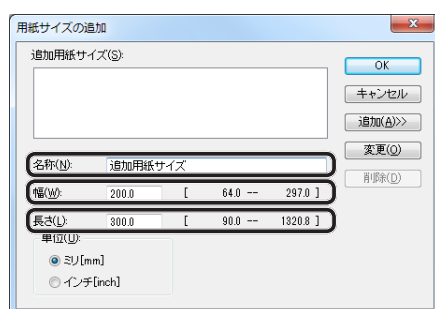 用紙サイズの追加
追加用紙サイズ(S):
OK
キャンセル
追加(A)>>
変更(O)
削除(D)
名称(N): 追加用紙サイズ
幅(W): 200.0 [ 64.0 -- 297.0 ]
長さ(L): 300.0 [ 90.0 -- 1320.8 ]
単位(U):
ミリ[mm]
インチ[inch]